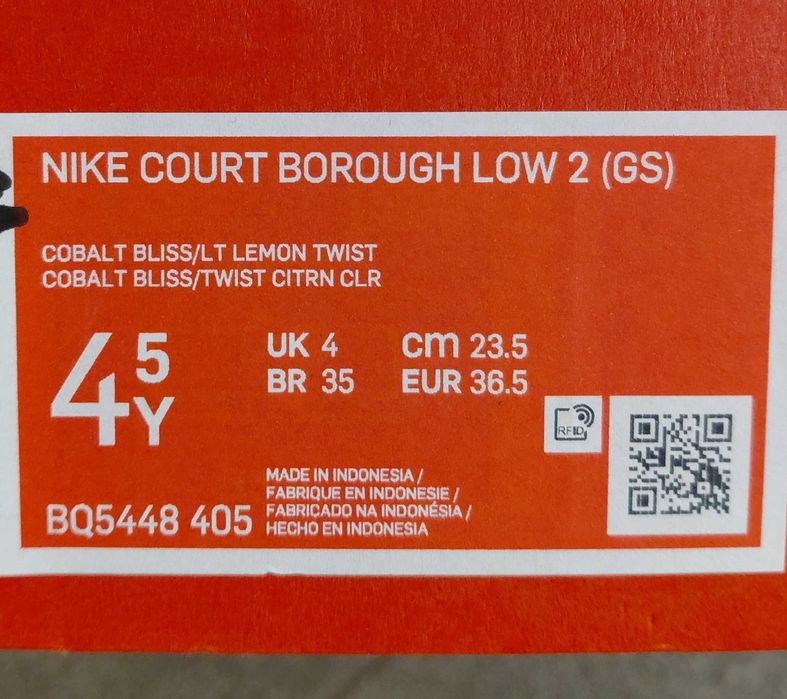 NIKE COURT BOROUGH LOW 2 (GS)
COBALT BLISS/LT LEMON TWIST
COBALT BLISS/TWIST CITRN CLR
4 5 Y
UK 4 cm 23.5
BR 35 EUR 36.5
RFID
BQ5448 405
MADE IN INDONESIA /
FABRIQUE EN INDONESIE /
FABRICADO NA INDONÉSIA /
HECHO EN INDONESIA